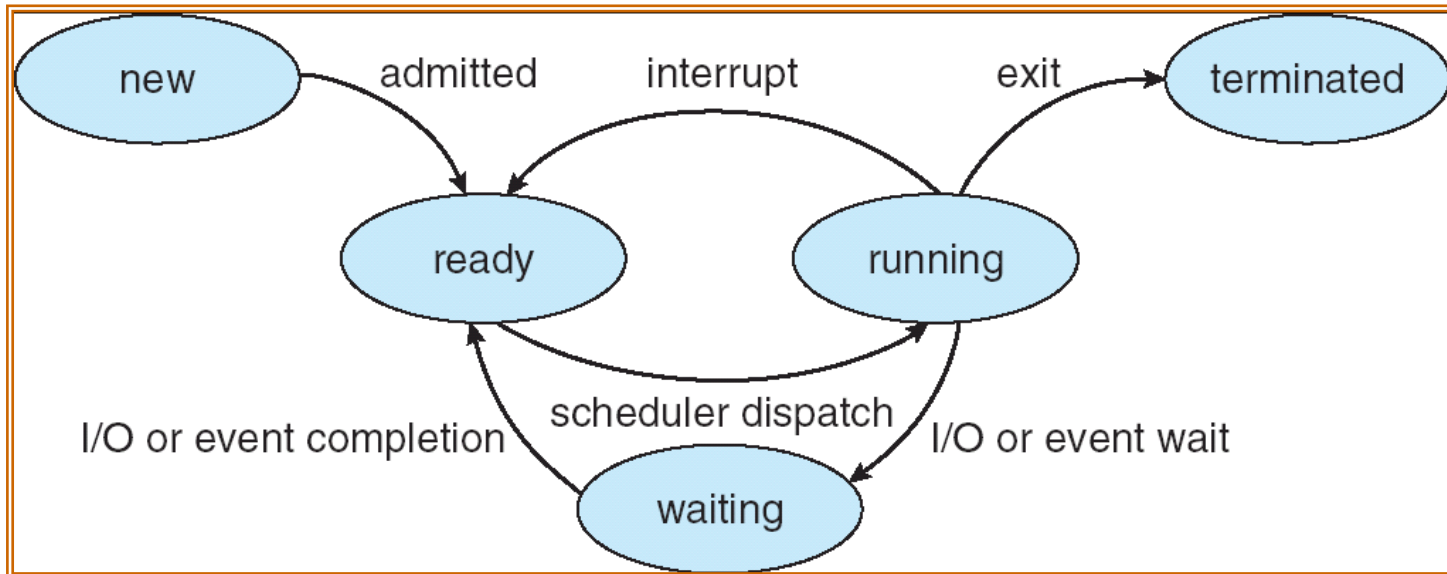 new
admitted
interrupt
exit
terminated
ready
running
scheduler dispatch
I/O or event completion
I/O or event wait
waiting